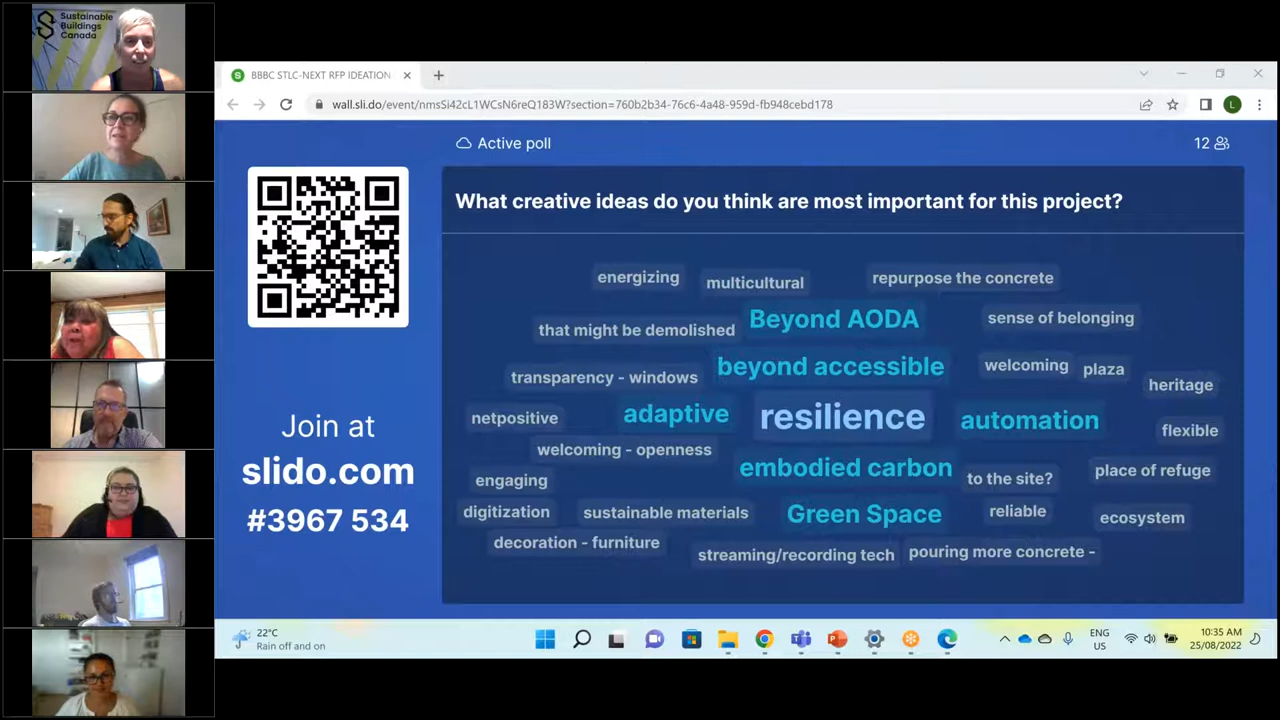 Sustainable
Buildings
Canada
BBBC STLC-NEXT RFP IDEATION
wall.sli.do/event/nmsSi42cL1WCsN6reQ183W?section=760b2b34-76c6-4a48-959d-fb948cebd178
L
Active poll
12
What creative ideas do you think are most important for this project?
energizing
multicultural
repurpose the concrete
that might be demolished
Beyond AODA
sense of belonging
transparency - windows
beyond accessible
welcoming
plaza
heritage
netpositive
adaptive
resilience
automation
flexible
welcoming - openness
embodied carbon
to the site?
place of refuge
engaging
digitization
sustainable materials
Green Space
reliable
ecosystem
decoration - furniture
streaming/recording tech
pouring more concrete -
Join at
slido.com
#3967 534
22°C
Rain off and on
ENG
US
10:35 AM
25/08/2022